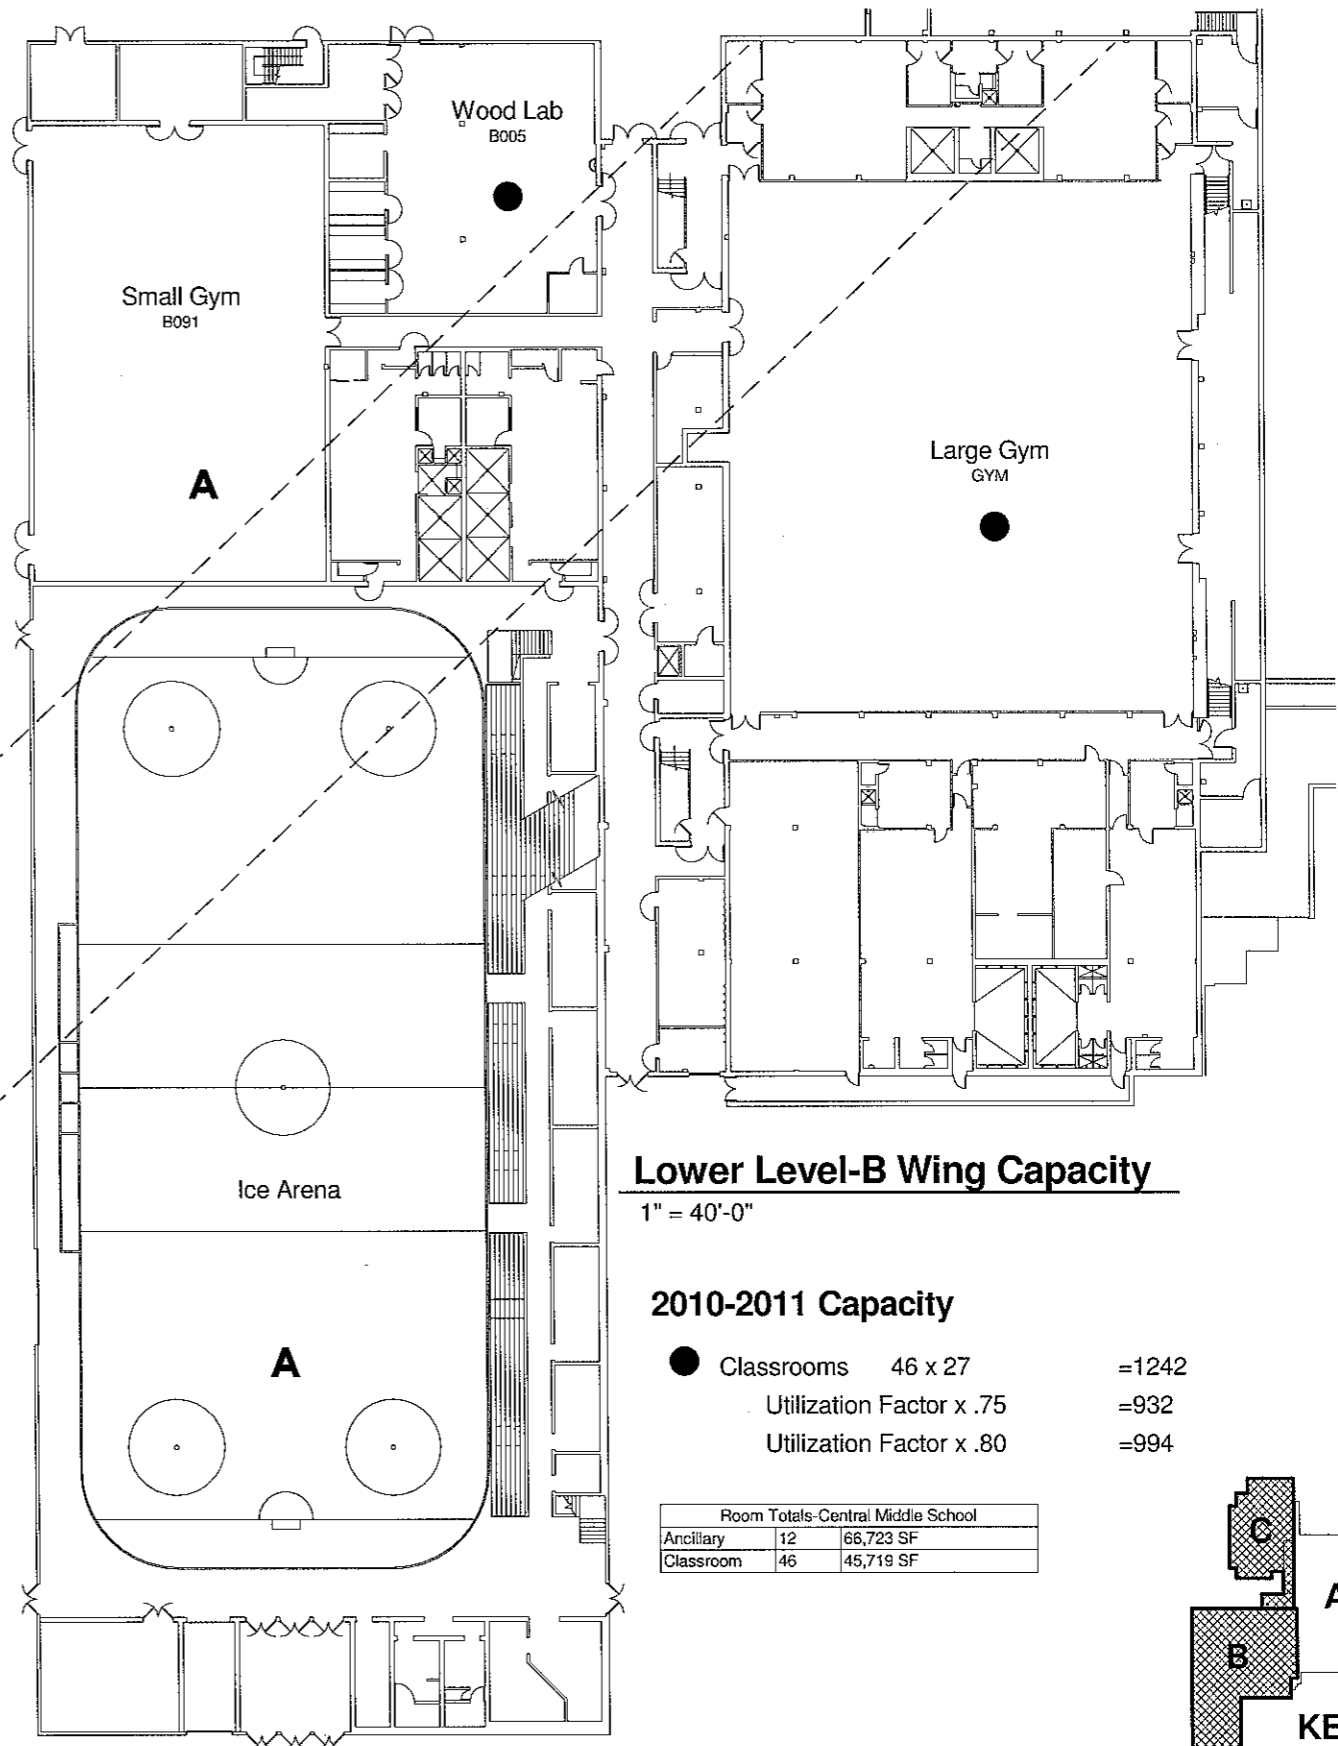 Wood Lab
B005
Small Gym
B091
A
Large Gym
GYM
Ice Arena
A
Lower Level-B Wing Capacity
1" = 40'-0"
2010-2011 Capacity
Classrooms 46 x 27 =1242
Utilization Factor x .75 =932
Utilization Factor x .80 =994
Room Totals-Central Middle School
Ancillary 12 66,723 SF
Classroom 46 45,719 SF
C
A
B
KE